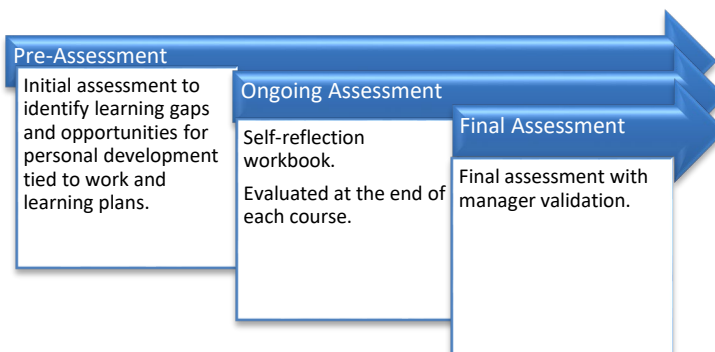 Pre-Assessment
Initial assessment to
identify learning gaps
and opportunities for
personal development
tied to work and
learning plans.
Ongoing Assessment
Self-reflection
workbook.
Evaluated at the end of
each course.
Final Assessment
Final assessment with
manager validation.